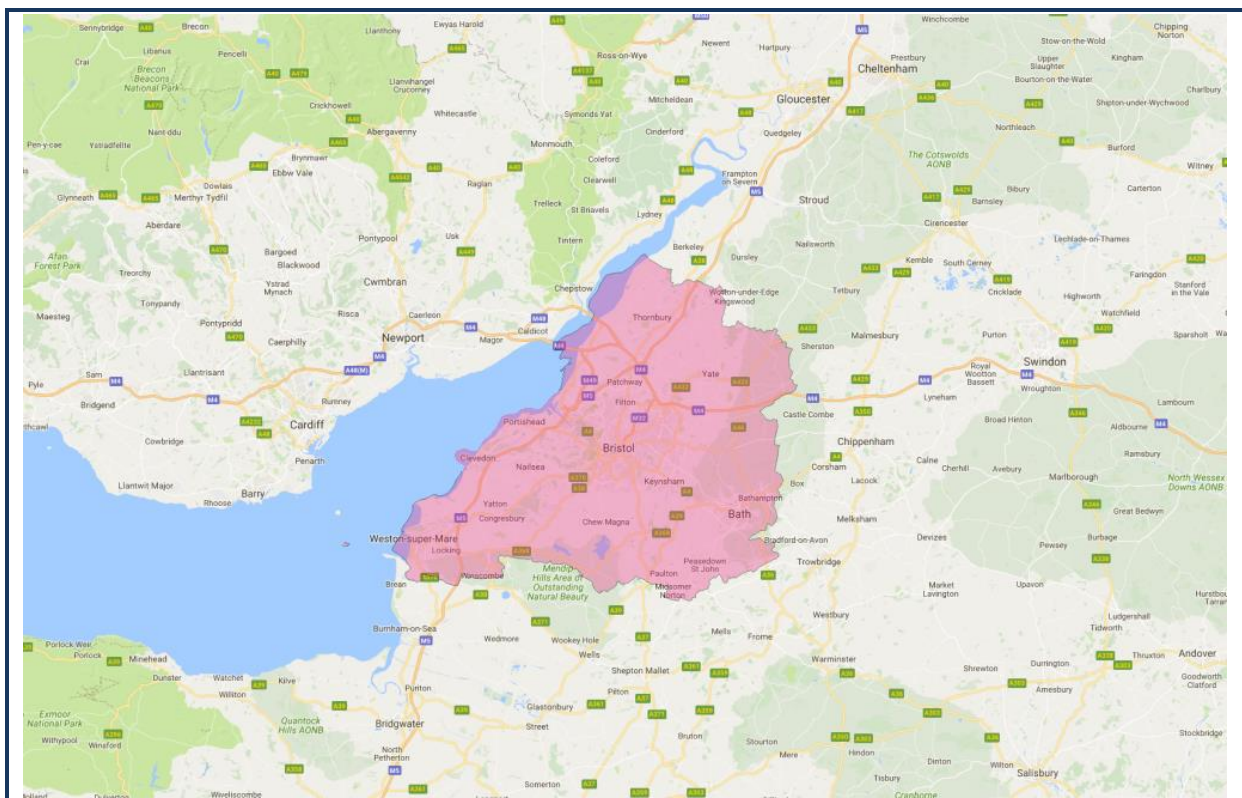 Sennybridge
Brecon
Llanthony
Ewyas Harold
Ross-on-Wye
Newent
Hartpury
Prestbury
Winchcombe
Stow-on-the-Wold
Chipping
Norton
Libanus
Pencelli
Crai
Brecon
Beacons
National Park
Llanvihangel
Crucorney
Whitecastle
Symonds Yat
Mitcheldean
Cheltenham
Gloucester
Upper
Slaughter
Kingham
Bourton-on-the-Water
Charlbury
Shipton-under-Wychwood
Crickhowell
Abergavenny
Monmouth
Cinderford
Quedgeley
Northleach
Burford
Witney
Nant-ddu
Pen-y-cae
Ystradfellte
Brynmawr
Ebbw Vale
Coleford
Clearwell
Raglan
Frampton
on Severn
The Cotswolds
AONB
Bibury
Barnsley
Carterton
Glynneath
Dowlais
Merthyr Tydfil
Trelleck
St Briavels
Lydney
Stroud
Cirencester
Aberdare
Pontypool
Usk
Tintern
Berkeley
Dursley
Nailsworth
Lechlade-on-Thames
Afan
Forest Park
Bargoed
Blackwood
Treorchy
Ystrad
Mynach
Cwmbran
Chepstow
Wotton-under-Edge
Kingswood
Tetbury
Kemble
South Cerney
Cricklade
Highworth
Faringdon
Stanford
in the Vale
Maesteg
Tonypandy
Risca
Caerleon
Newport
Magor
Caldicot
Thornbury
Malmesbury
Watchfield
Pontypridd
Caerphilly
Sherston
Purton
Swindon
Sparsholt
Pyle
Sarn
Llantrisant
Patchway
Yate
Royal
Wootton
Bassett
Wroughton
Bridgend
Rumney
Filton
Lyneham
Lambourn
Cardiff
Cowbridge
Portishead
Castle Combe
Broad Hinton
Aldbourne
Penarth
Bristol
Chippenham
Ramsbury
Clevedon
Nailsea
Corsham
Calne
Cherhill
Avebury
Marlborough
North Wessex
Downs AONB
Llantwit Major
Rhoose
Barry
Keynsham
Box
Lacock
Yatton
Congresbury
Chew Magna
Bathampton
Bath
Melksham
Great Bedwyn
Weston-super-Mare
Locking
Bradford-on-Avon
Devizes
Burbage
Pewsey
Peasedown
St John
Trowbridge
Brean
Winscombe
Mendip
Hills Area of
Outstanding
Natural Beauty
Paulton
Midsomer
Norton
Market
Lavington
Upavon
Westbury
Burnham-on-Sea
Wedmore
Wookey Hole
Wells
Mells
Frome
Ludgershall
Tidworth
Porlock Weir
Porlock
Minehead
Dunster
Watchet
Williton
Kilve
Shepton Mallet
Warminster
Shrewton
Durrington
Thruxton
Andover
Amesbury
Goodworth
Clatford
Puriton
Pilton
Glastonbury
Exmoor
National Park
Withypool
Winsford
Quantock
Hills AONB
Bridgwater
Street
Bruton
Stourton
Mere
Hindon
Stockbridge
North
Petherton
Dinton
Wilton
Salisbury
Wiveliscombe
Somerton
Tisbury
Cranborne